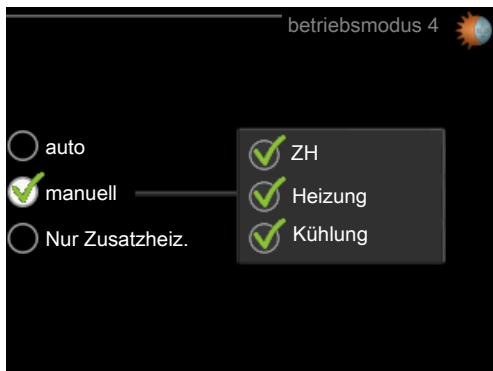 betriebsmodus 4
auto
manuell
Nur Zusatzheiz.
ZH
Heizung
Kühlung